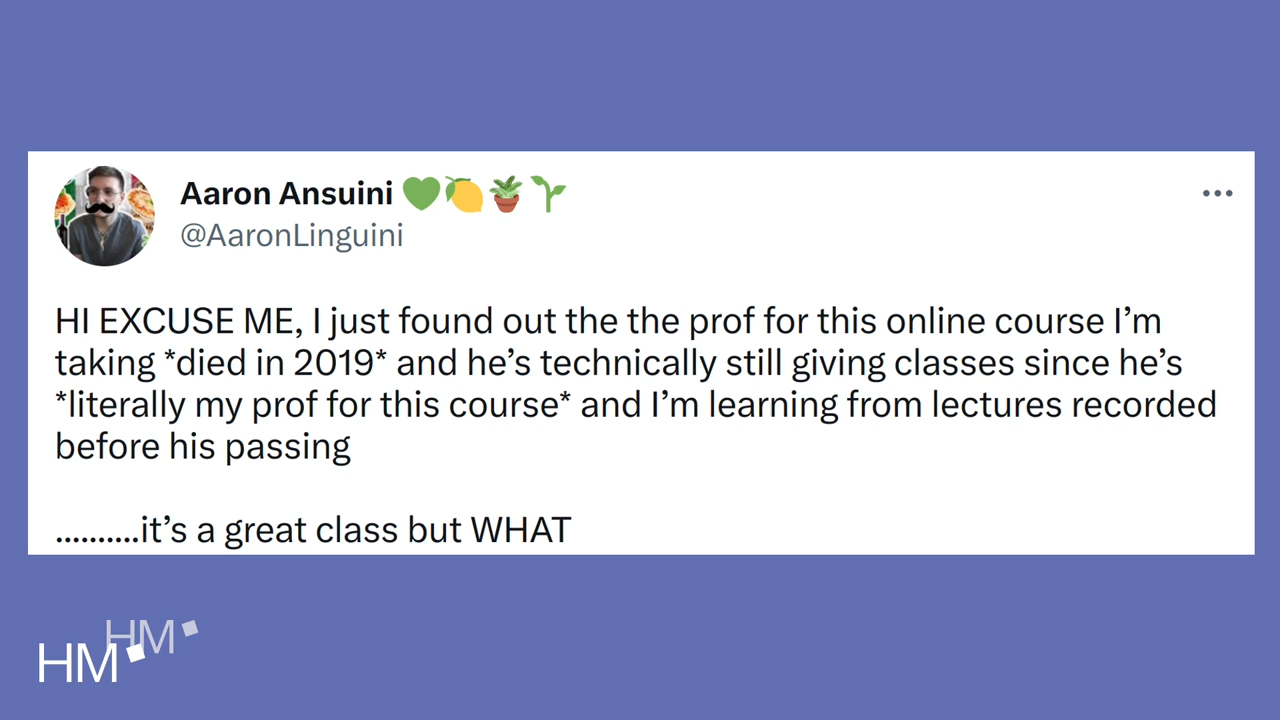 Aaron Ansuini 💚🍋🪴🌱
@AaronLinguini
HI EXCUSE ME, I just found out the the prof for this online course I’m
taking *died in 2019* and he’s technically still giving classes since he’s
*literally my prof for this course* and I’m learning from lectures recorded
before his passing
..........it’s a great class but WHAT
HM
HM